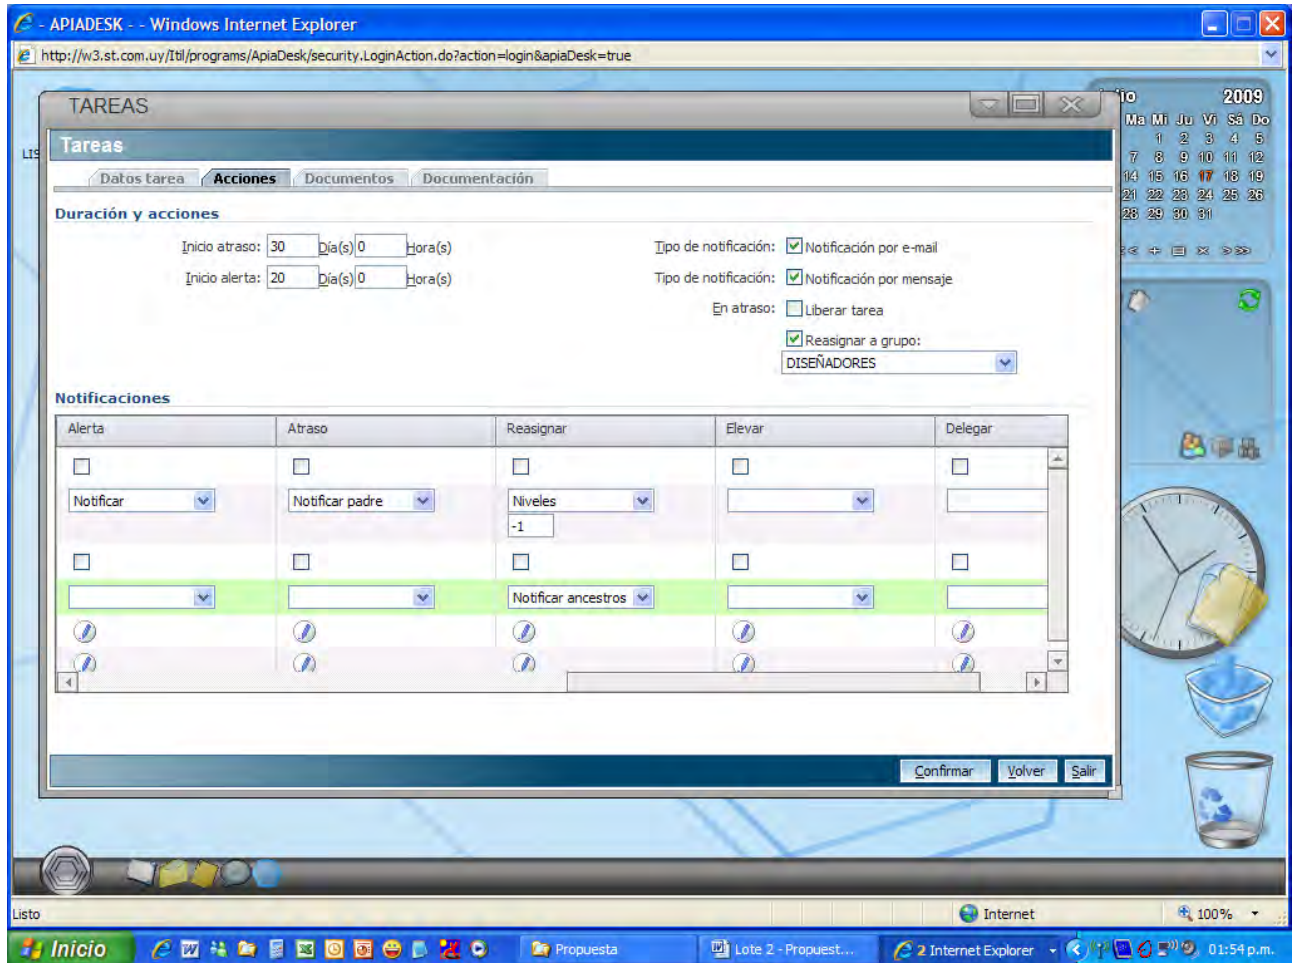 - APIADESK - - Windows Internet Explorer
http://w3.st.com.uy/Itil/programs/ApiaDesk/security.LoginAction.do?action=login&apiaDesk=true
TAREAS
2009
Ma Mi Ju Vi Sá Do
1 2 3 4 5
7 8 9 10 11 12
14 15 16 17 18 19
21 22 23 24 25 26
28 29 30 31
Tareas
Datos tarea Acciones Documentos Documentación
Duración y acciones
Inicio atraso: 30 Día(s) 0 Hora(s) Tipo de notificación: Notificación por e-mail
Inicio alerta: 20 Día(s) 0 Hora(s) Tipo de notificación: Notificación por mensaje
En atraso: Liberar tarea
Reasignar a grupo:
DISEÑADORES
Notificaciones
Alerta Atraso Reasignar Elevar Delegar
Notificar Notificar padre Niveles
-1
Notificar ancestros
Confirmar Volver Salir
Listo Internet 100%
Inicio Propuesta Lote 2 - Propuest... 2 Internet Explorer 01:54 p.m.